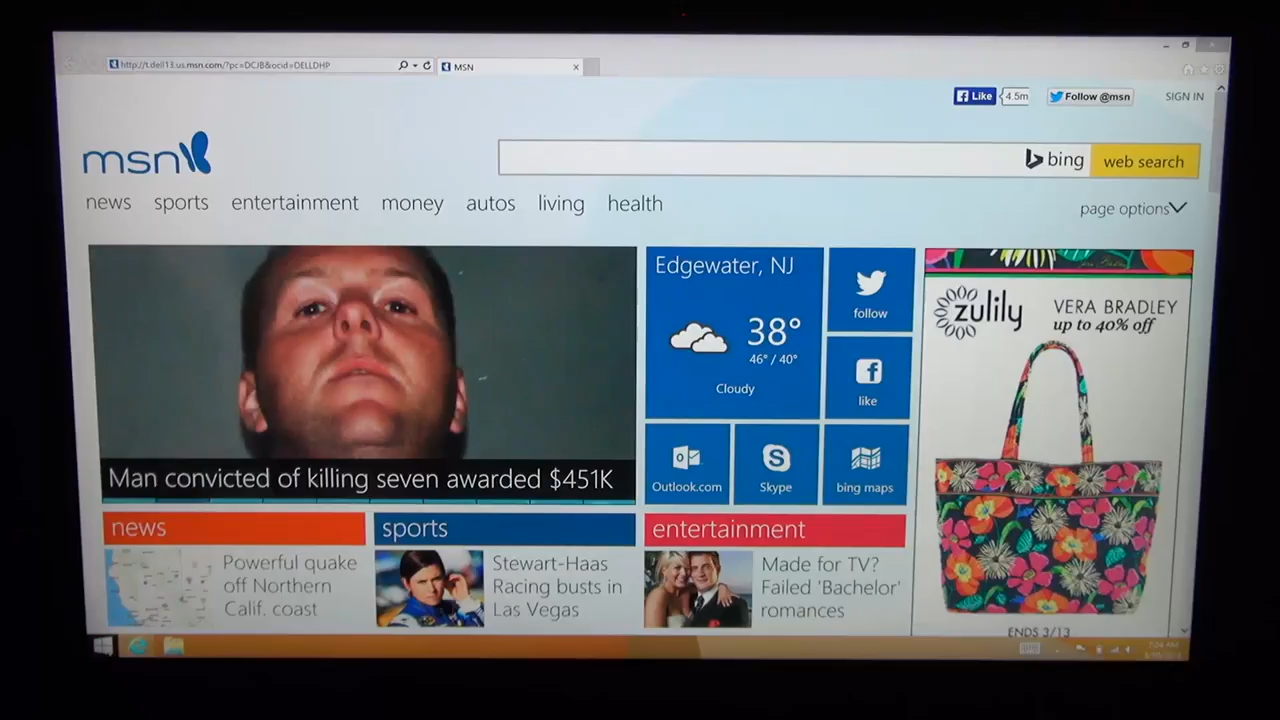 http://t.dell13.us.msn.com/?pc=DCJB&ocid=DELLDHP
MSN
Like
4.5m
Follow @msn
SIGN IN
msn
bing
web search
news sports entertainment money autos living health
page options
Edgewater, NJ
38°
46° / 40°
Cloudy
follow
like
Outlook.com
Skype
bing maps
Man convicted of killing seven awarded $451K
zulily
VERA BRADLEY
up to 40% off
ENDS 3/13
news
Powerful quake
off Northern
Calif. coast
sports
Stewart-Haas
Racing busts in
Las Vegas
entertainment
Made for TV?
Failed 'Bachelor'
romances